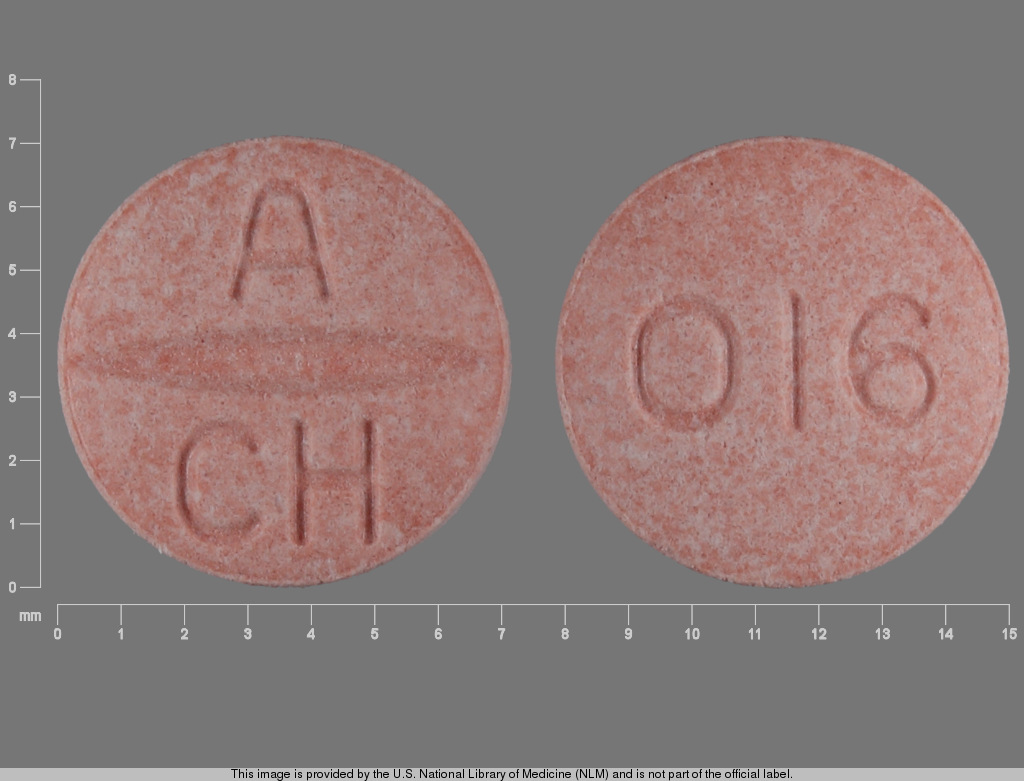 8
7
6
5
4
3
2
1
0
mm
A
CH
016
0 1 2 3 4 5 6 7 8 9 10 11 12 13 14 15
This image is provided by the U.S. National Library of Medicine (NLM) and is not part of the official label.